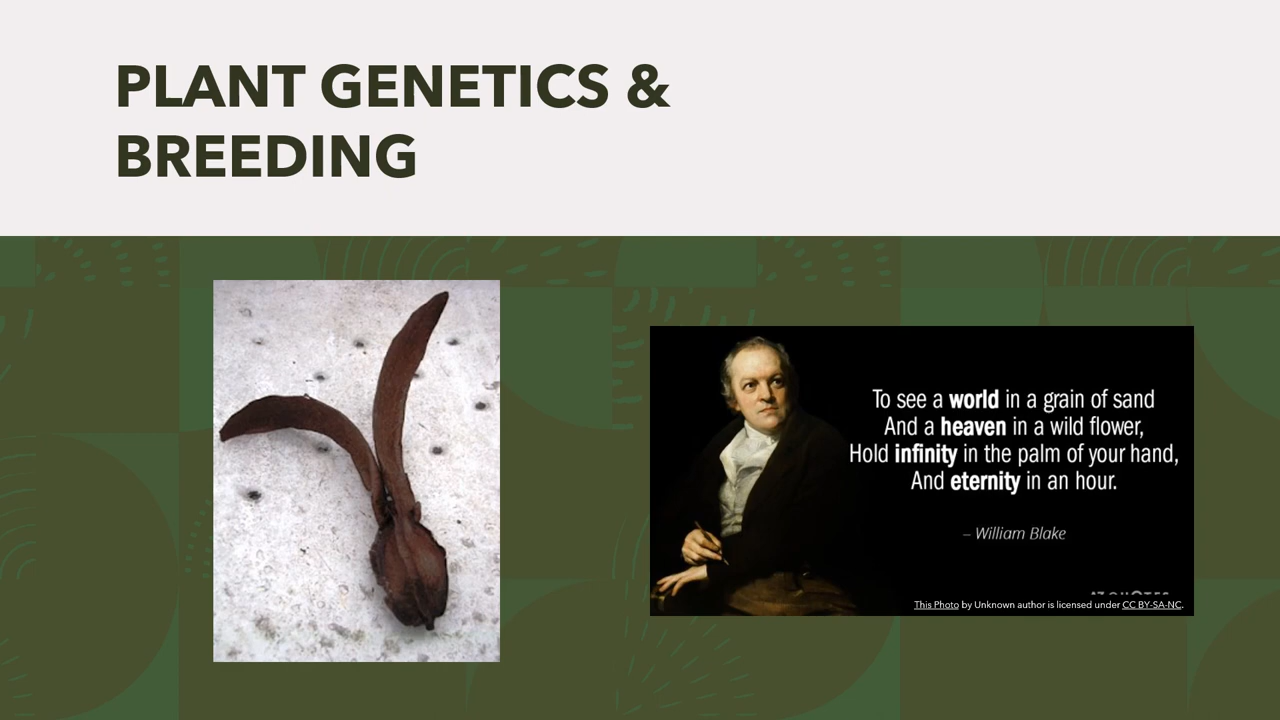 PLANT GENETICS &
BREEDING
To see a world in a grain of sand
And a heaven in a wild flower,
Hold infinity in the palm of your hand,
And eternity in an hour.
– William Blake
This Photo by Unknown author is licensed under CC BY-SA-NC.